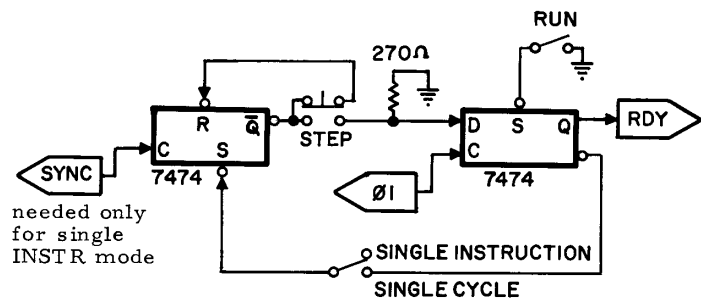 RUN
270Ω
R
Q̅
C
S
STEP
7474
D
S
Q
C
7474
RDY
SYNC
Ø1
needed only
for single
INSTR mode
SINGLE INSTRUCTION
SINGLE CYCLE